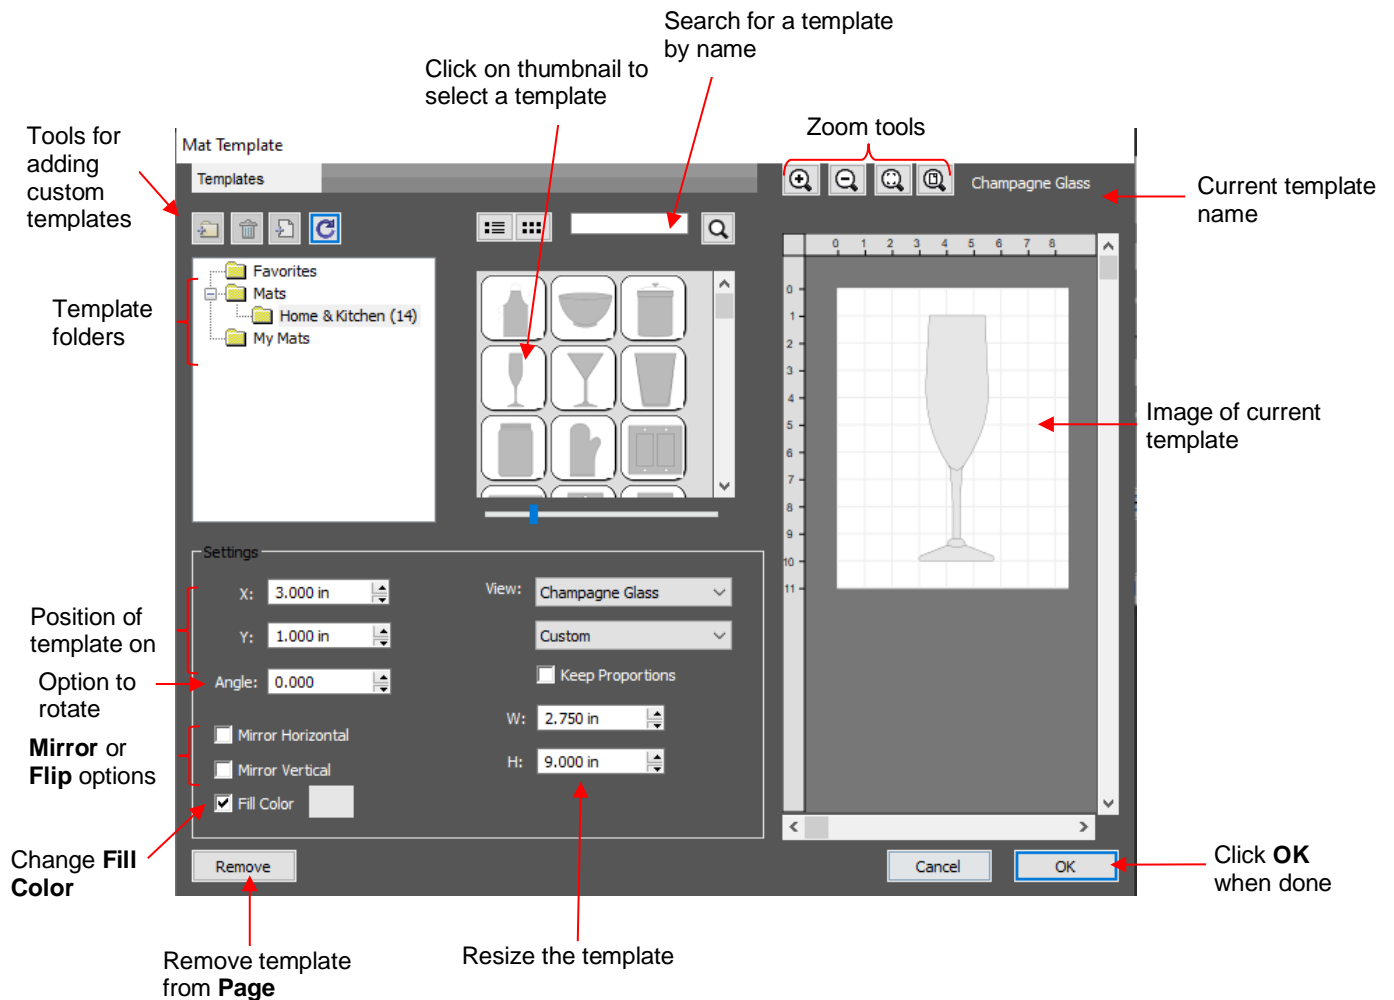 Search for a template
by name
Click on thumbnail to
select a template
Tools for
adding
custom
templates
Zoom tools
Mat Template
Templates
Champagne Glass
Current template
name
0 1 2 3 4 5 6 7 8
Favorites
Mats
Home & Kitchen (14)
My Mats
Template
folders
0
1
2
3
4
5
6
7
8
9
10
11
Image of current
template
Settings
X: 3.000 in
View: Champagne Glass
Position of
template on
Y: 1.000 in
Custom
Option to
rotate
Angle: 0.000
Keep Proportions
W: 2.750 in
Mirror or
Flip options
Mirror Horizontal
H: 9.000 in
Mirror Vertical
Fill Color
Change Fill
Color
Remove
Cancel
OK
Click OK
when done
Remove template
from Page
Resize the template